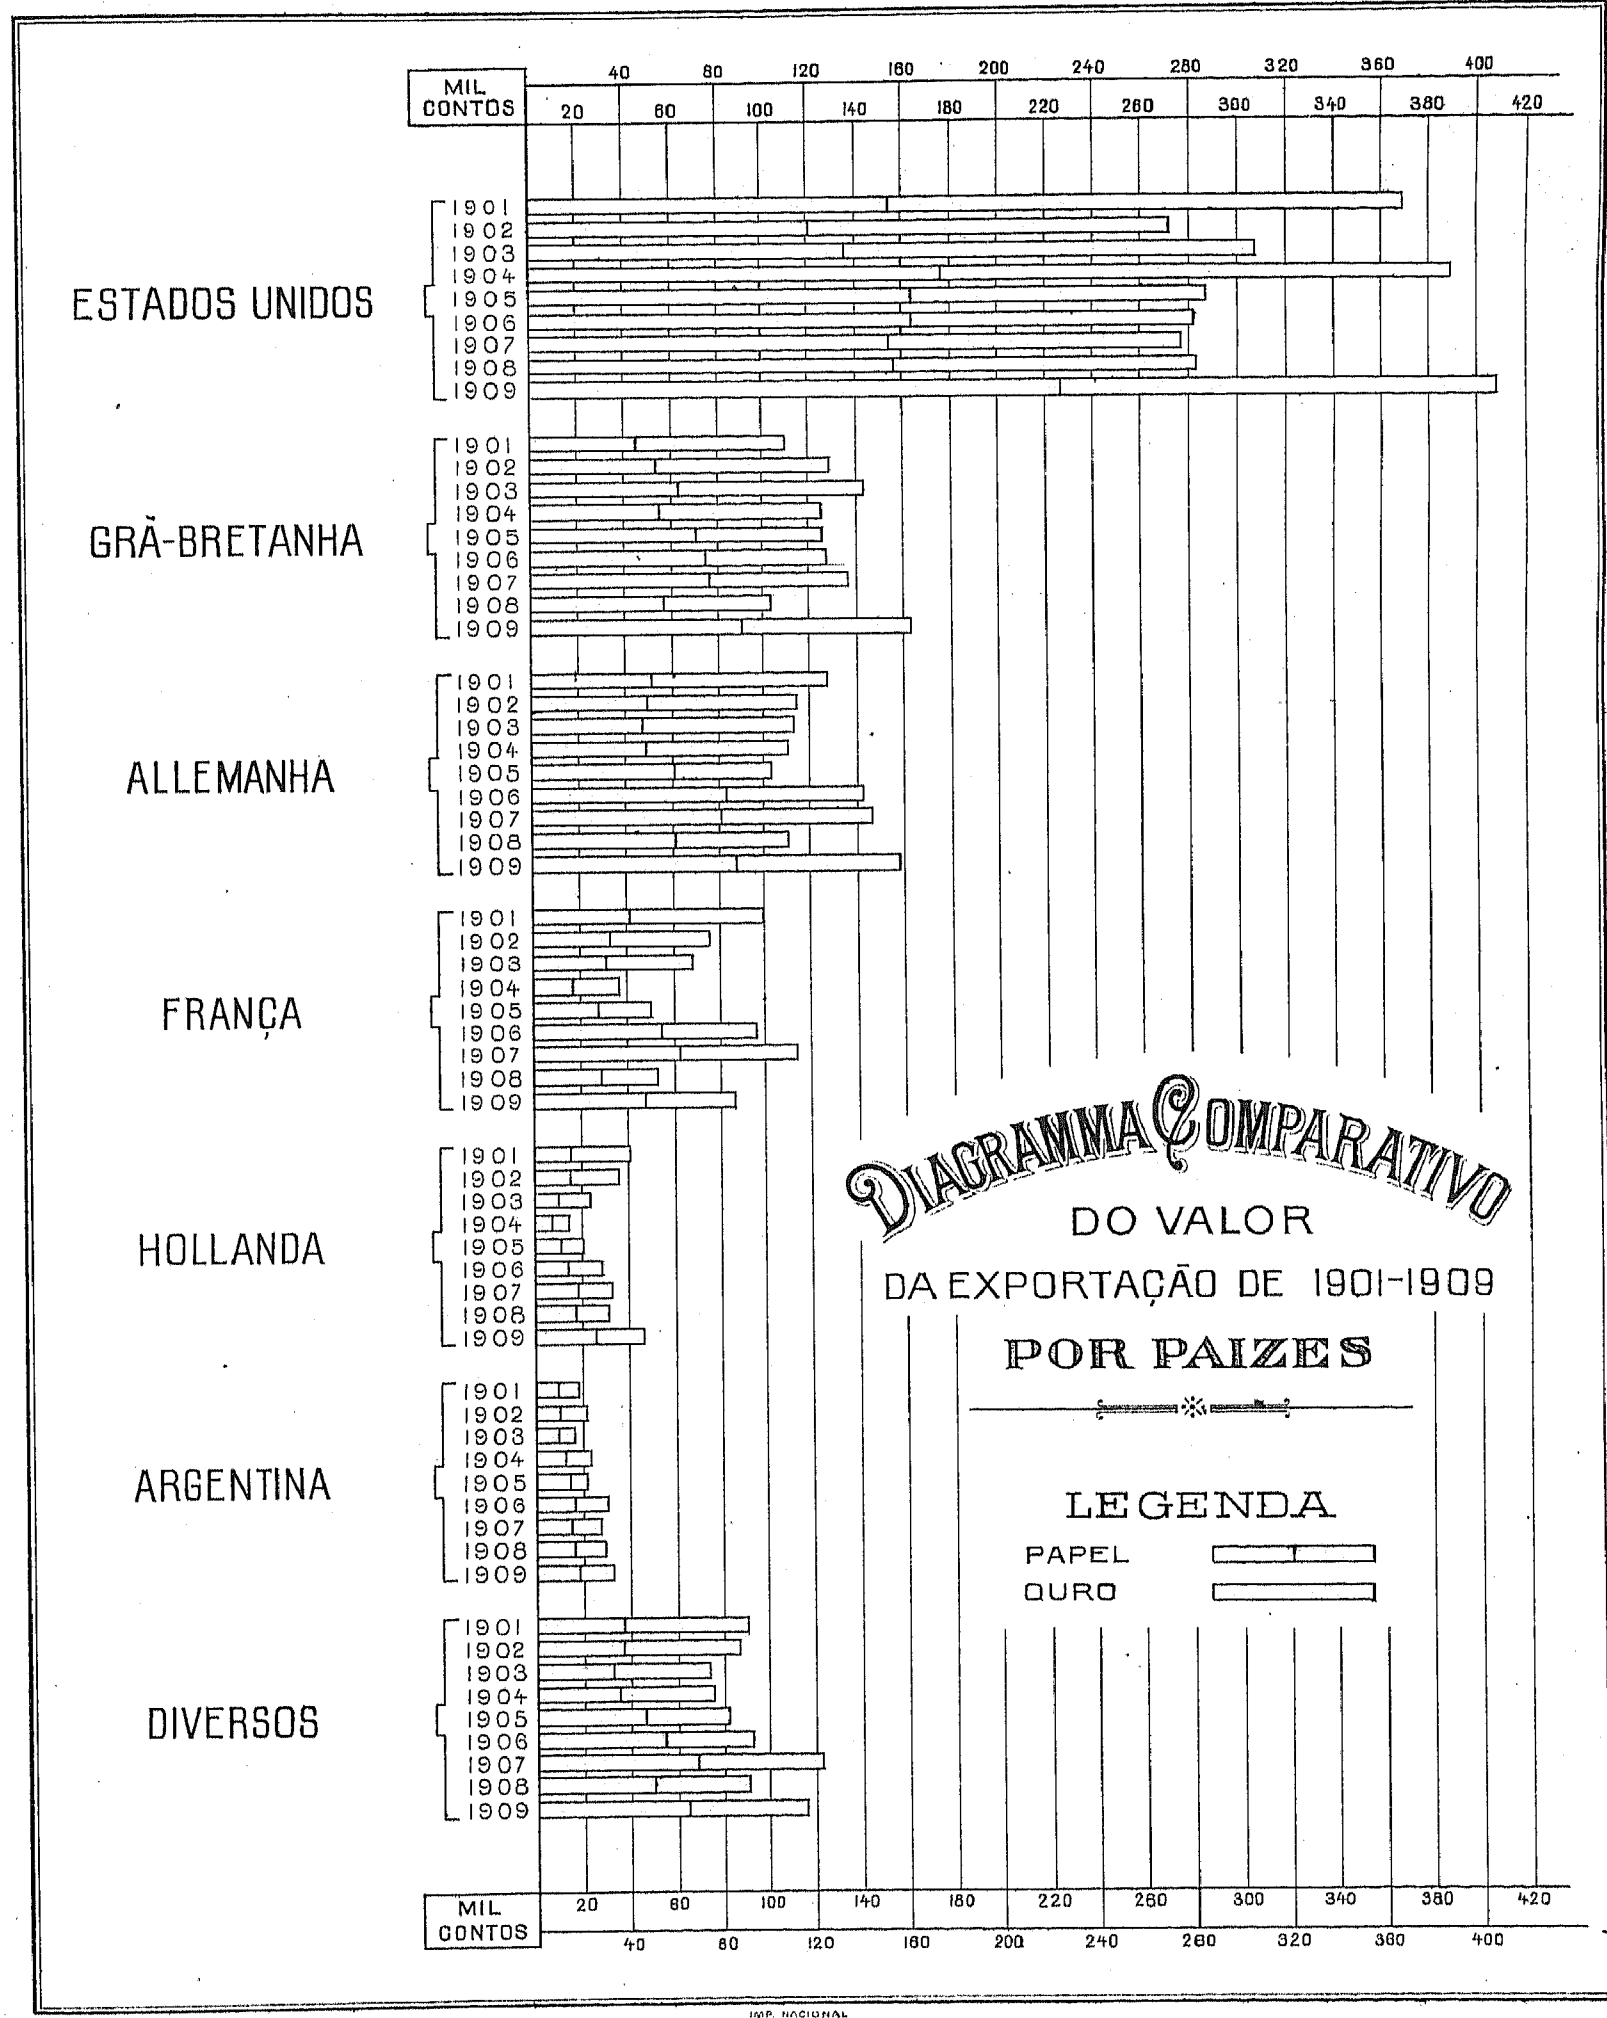 40 80 120 160 200 240 280 320 360 400
MIL
CONTOS
20 60 100 140 180 220 260 300 340 380 420
ESTADOS UNIDOS
1901
1902
1903
1904
1905
1906
1907
1908
1909
GRÃ-BRETANHA
1901
1902
1903
1904
1905
1906
1907
1908
1909
ALLEMANHA
1901
1902
1903
1904
1905
1906
1907
1908
1909
FRANÇA
1901
1902
1903
1904
1905
1906
1907
1908
1909
HOLLANDA
1901
1902
1903
1904
1905
1906
1907
1908
1909
ARGENTINA
1901
1902
1903
1904
1905
1906
1907
1908
1909
DIVERSOS
1901
1902
1903
1904
1905
1906
1907
1908
1909
DIAGRAMMA COMPARATIVO
DO VALOR
DA EXPORTAÇÃO DE 1901-1909
POR PAIZES
LEGENDA
PAPEL
OURO
MIL
CONTOS
20 60 100 140 180 220 260 300 340 380 420
40 80 120 160 200 240 280 320 360 400
IMP. NACIONAL